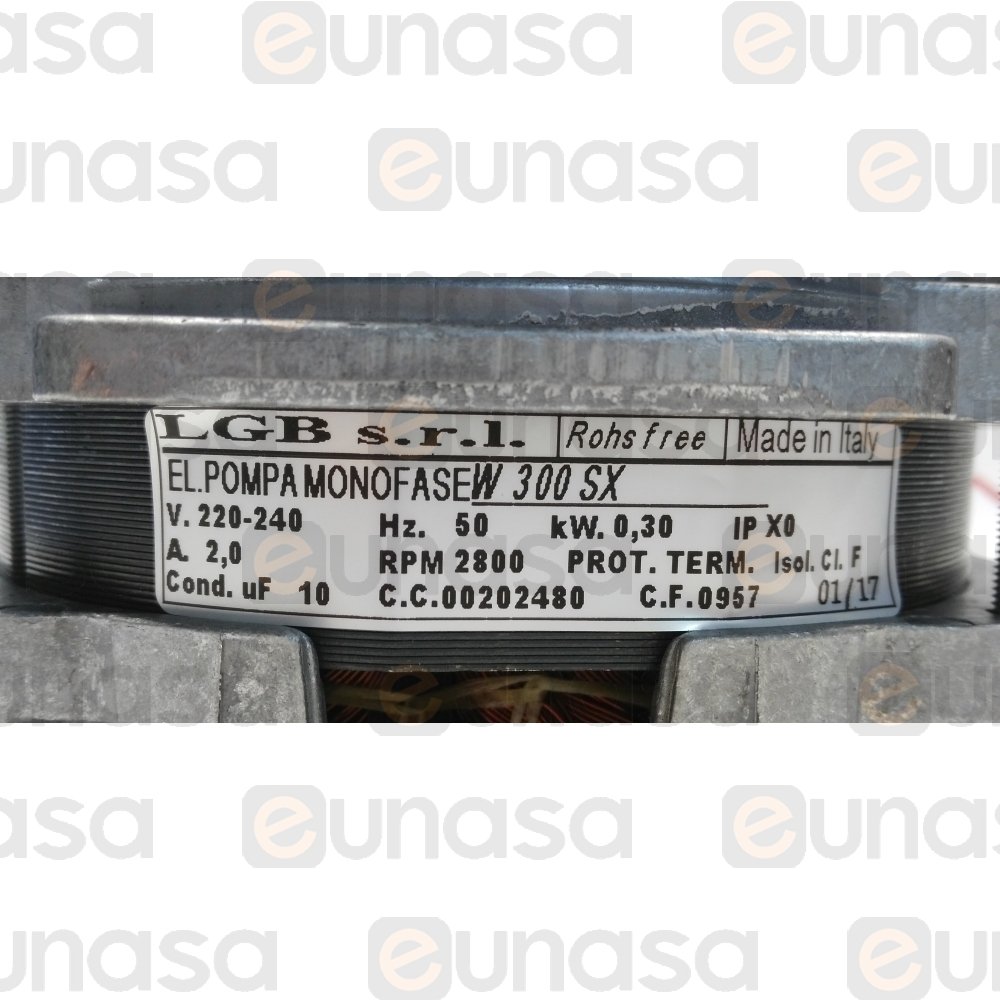 eunasa
LGB s.r.l. Rohs free Made in Italy
EL.POMPA MONOFASE W 300 SX
V. 220-240 Hz. 50 kW. 0,30 IP X0
A. 2,0 RPM 2800 PROT. TERM. Isol. Cl. F
Cond. uF 10 C.C.00202480 C.F.0957 01/17